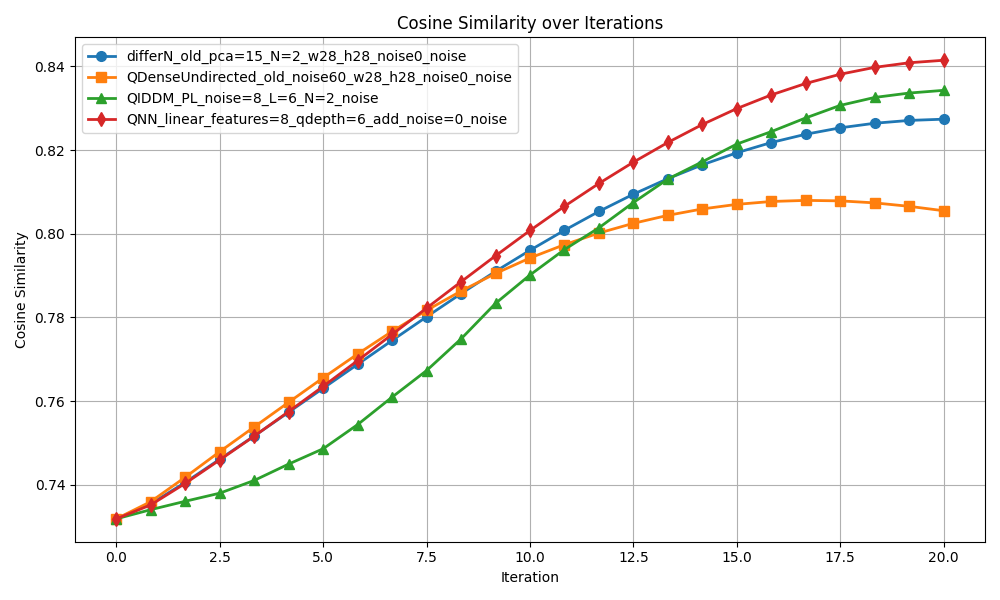 Cosine Similarity over Iterations
differN_old_pca=15_N=2_w28_h28_noise0_noise
QDenseUndirected_old_noise60_w28_h28_noise0_noise
QIDDM_PL_noise=8_L=6_N=2_noise
QNN_linear_features=8_qdepth=6_add_noise=0_noise
Cosine Similarity
0.84
0.82
0.80
0.78
0.76
0.74
0.0 2.5 5.0 7.5 10.0 12.5 15.0 17.5 20.0
Iteration